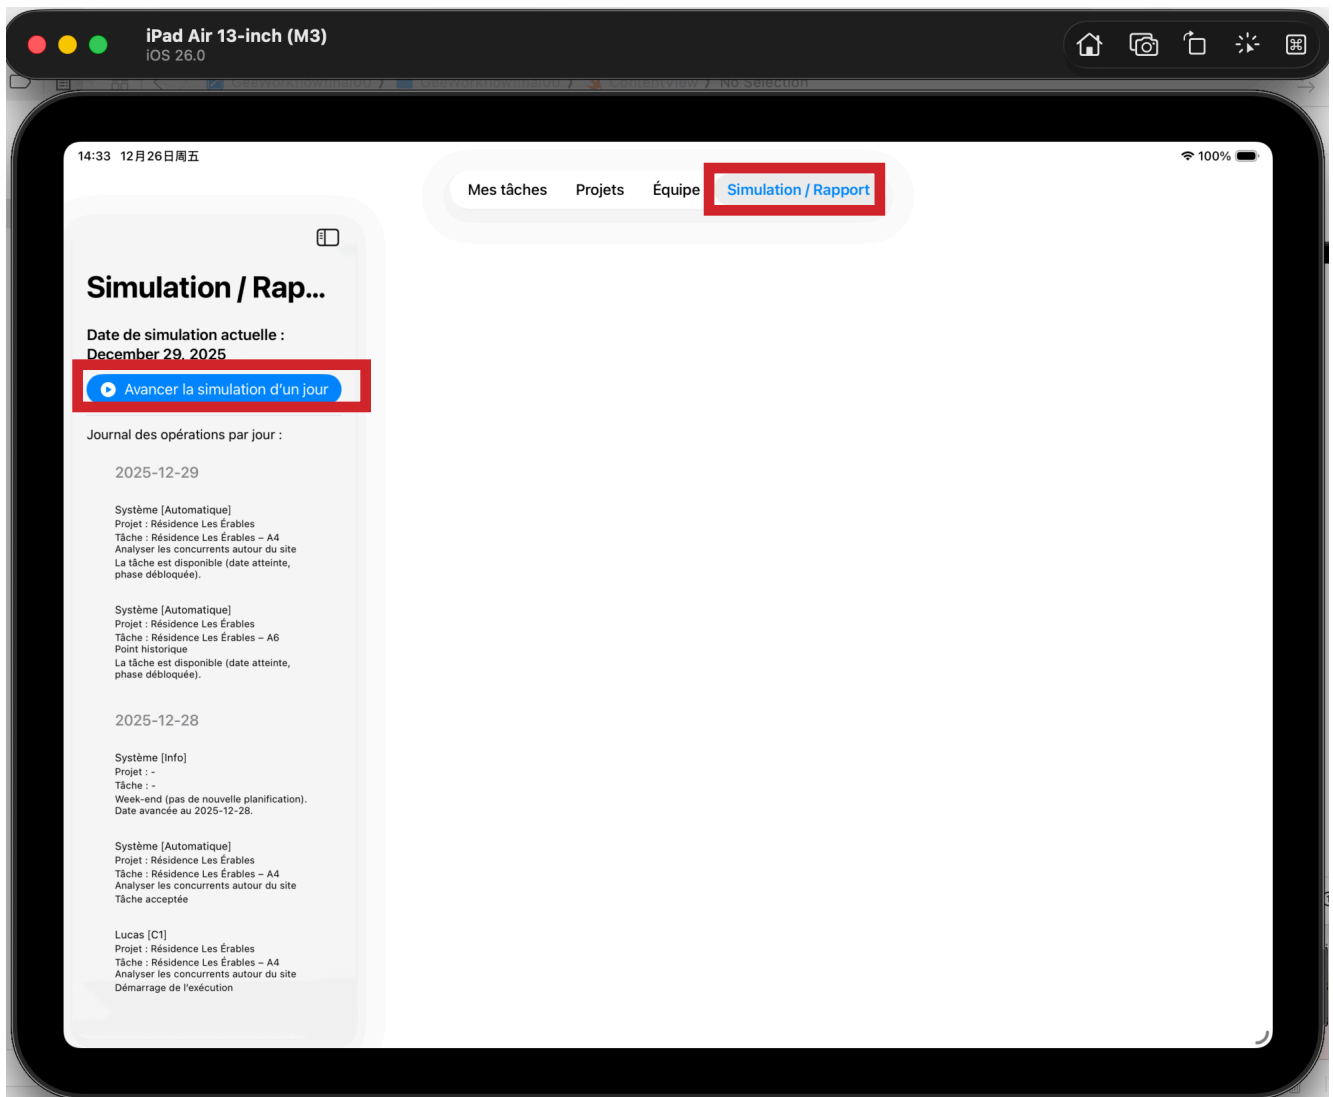 iPad Air 13-inch (M3)
iOS 26.0
GeeWorknowfinal00
GeeWorknowfinal00
ContentView
No Selection
14:33 12月26日周五
100%
Mes tâches Projets Équipe Simulation / Rapport
Simulation / Rap...
Date de simulation actuelle :
December 29, 2025
Avancer la simulation d’un jour
Journal des opérations par jour :
2025-12-29
Système [Automatique]
Projet : Résidence Les Érables
Tâche : Résidence Les Érables – A4
Analyser les concurrents autour du site
La tâche est disponible (date atteinte,
phase débloquée).
Système [Automatique]
Projet : Résidence Les Érables
Tâche : Résidence Les Érables – A6
Point historique
La tâche est disponible (date atteinte,
phase débloquée).
2025-12-28
Système [Info]
Projet : -
Tâche : -
Week-end (pas de nouvelle planification).
Date avancée au 2025-12-28.
Système [Automatique]
Projet : Résidence Les Érables
Tâche : Résidence Les Érables – A4
Analyser les concurrents autour du site
Tâche acceptée
Lucas [C1]
Projet : Résidence Les Érables
Tâche : Résidence Les Érables – A4
Analyser les concurrents autour du site
Démarrage de l’exécution